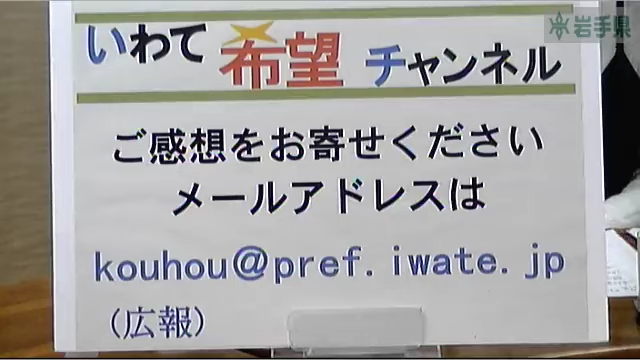 岩手県
いわて希望チャンネル
ご感想をお寄せください
メールアドレスは
kouhou@pref.iwate.jp
（広報）